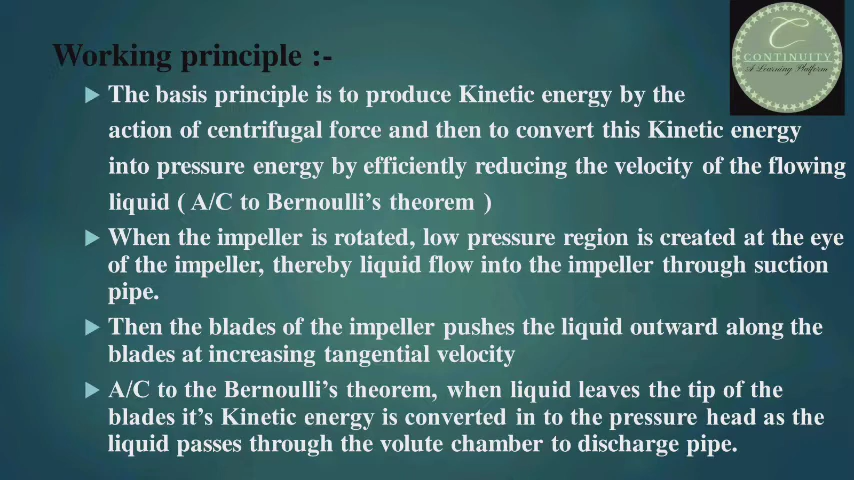 Working principle :-
The basis principle is to produce Kinetic energy by the
action of centrifugal force and then to convert this Kinetic energy
into pressure energy by efficiently reducing the velocity of the flowing
liquid ( A/C to Bernoulli's theorem )
When the impeller is rotated, low pressure region is created at the eye
of the impeller, thereby liquid flow into the impeller through suction
pipe.
Then the blades of the impeller pushes the liquid outward along the
blades at increasing tangential velocity
A/C to the Bernoulli's theorem, when liquid leaves the tip of the
blades it's Kinetic energy is converted in to the pressure head as the
liquid passes through the volute chamber to discharge pipe.
C
CONTINUITY
A Learning Platform